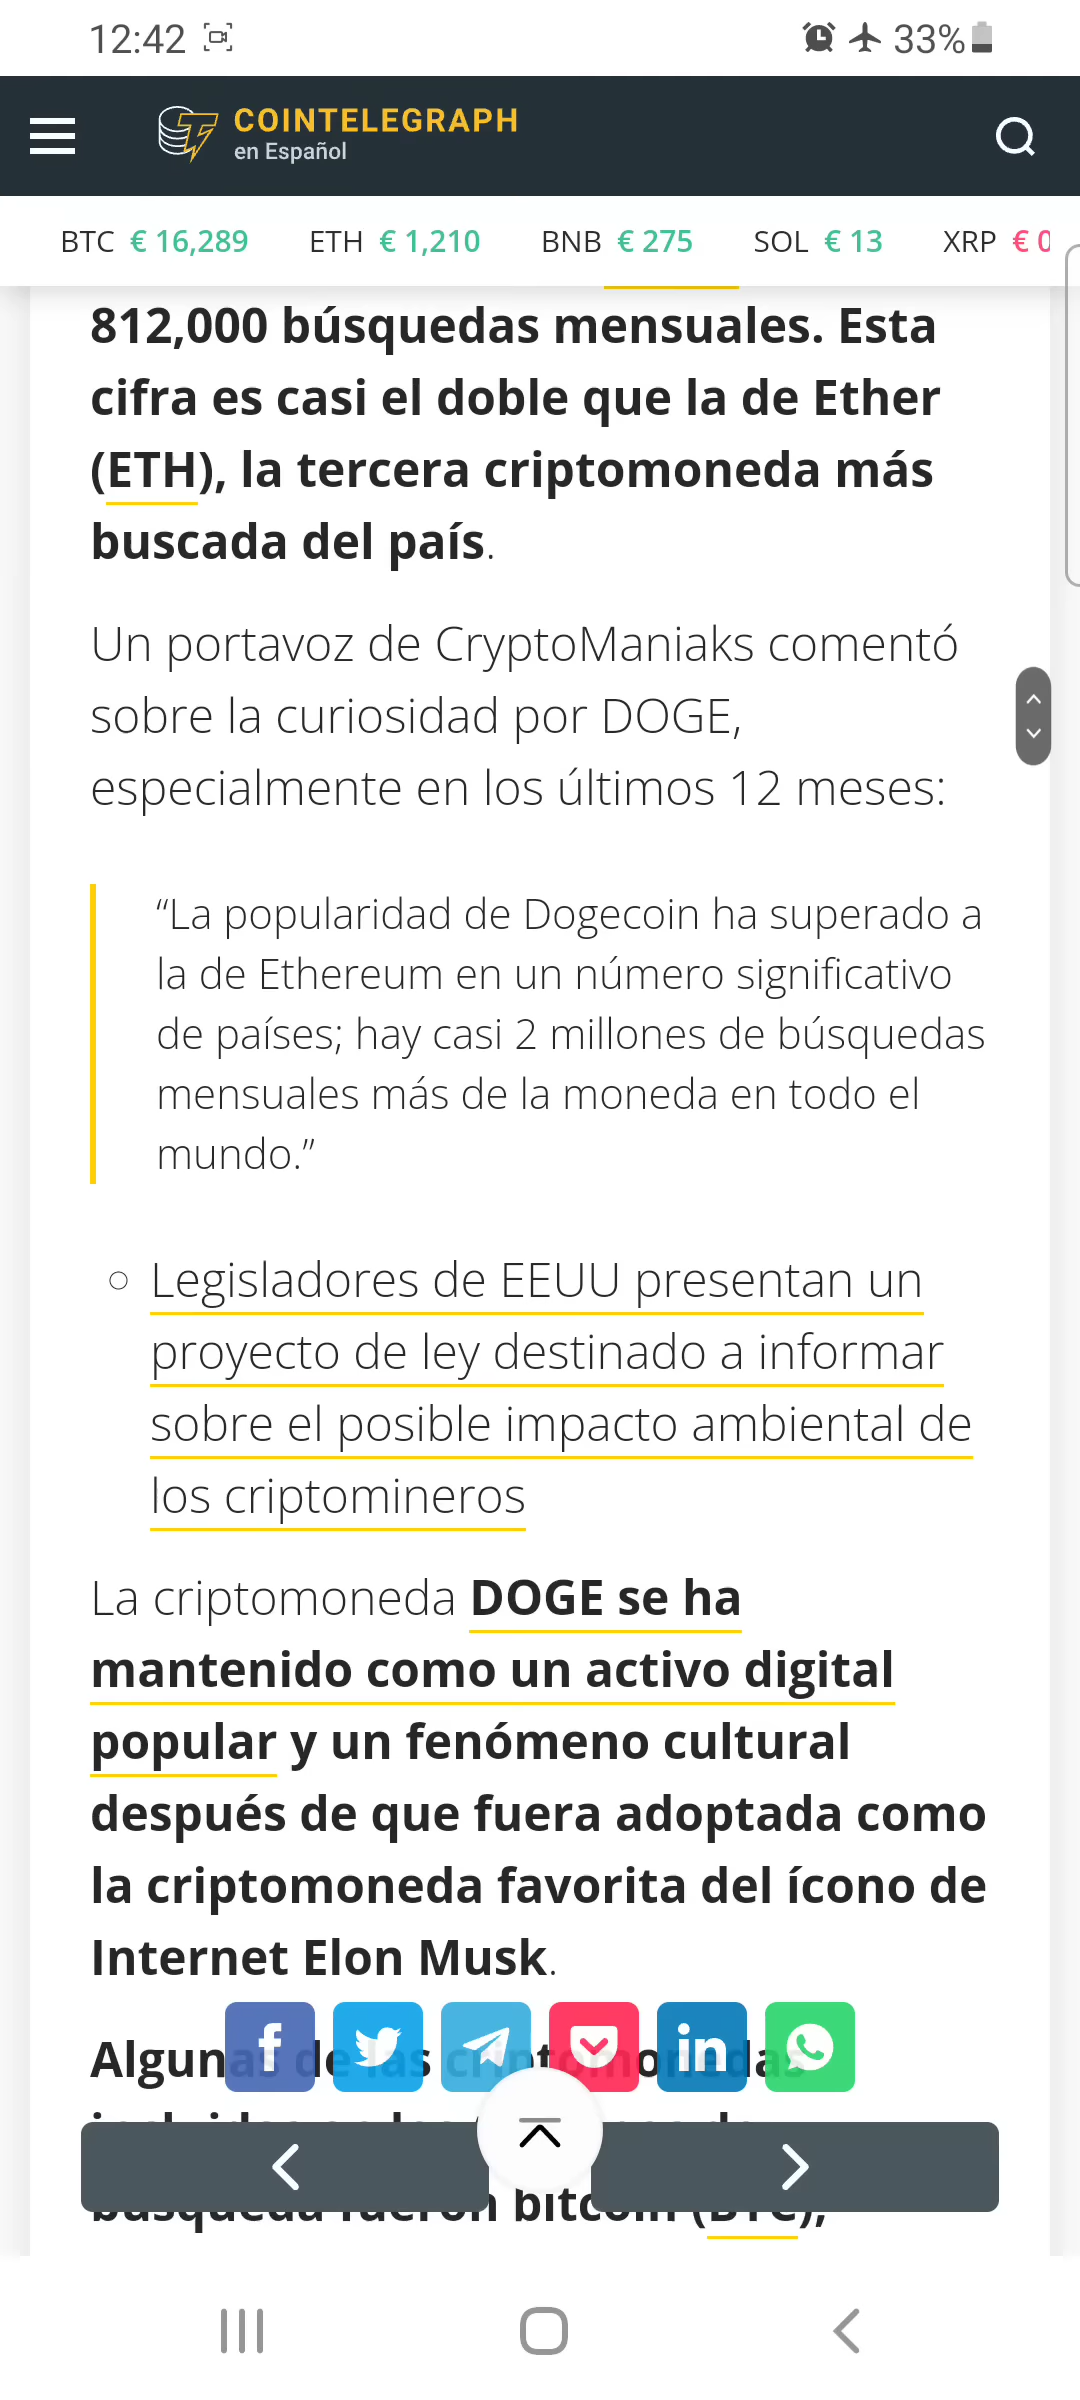 12:42
33%
COINTELEGRAPH
en Español
BTC € 16,289 ETH € 1,210 BNB € 275 SOL € 13 XRP € 0
812,000 búsquedas mensuales. Esta
cifra es casi el doble que la de Ether
(ETH), la tercera criptomoneda más
buscada del país.
Un portavoz de CryptoManiaks comentó
sobre la curiosidad por DOGE,
especialmente en los últimos 12 meses:
“La popularidad de Dogecoin ha superado a
la de Ethereum en un número significativo
de países; hay casi 2 millones de búsquedas
mensuales más de la moneda en todo el
mundo.”
Legisladores de EEUU presentan un
proyecto de ley destinado a informar
sobre el posible impacto ambiental de
los criptomineros
La criptomoneda DOGE se ha
mantenido como un activo digital
popular y un fenómeno cultural
después de que fuera adoptada como
la criptomoneda favorita del ícono de
Internet Elon Musk.
Algunas de las criptomonedas
búsqueda fueron bitcoin (BTC),